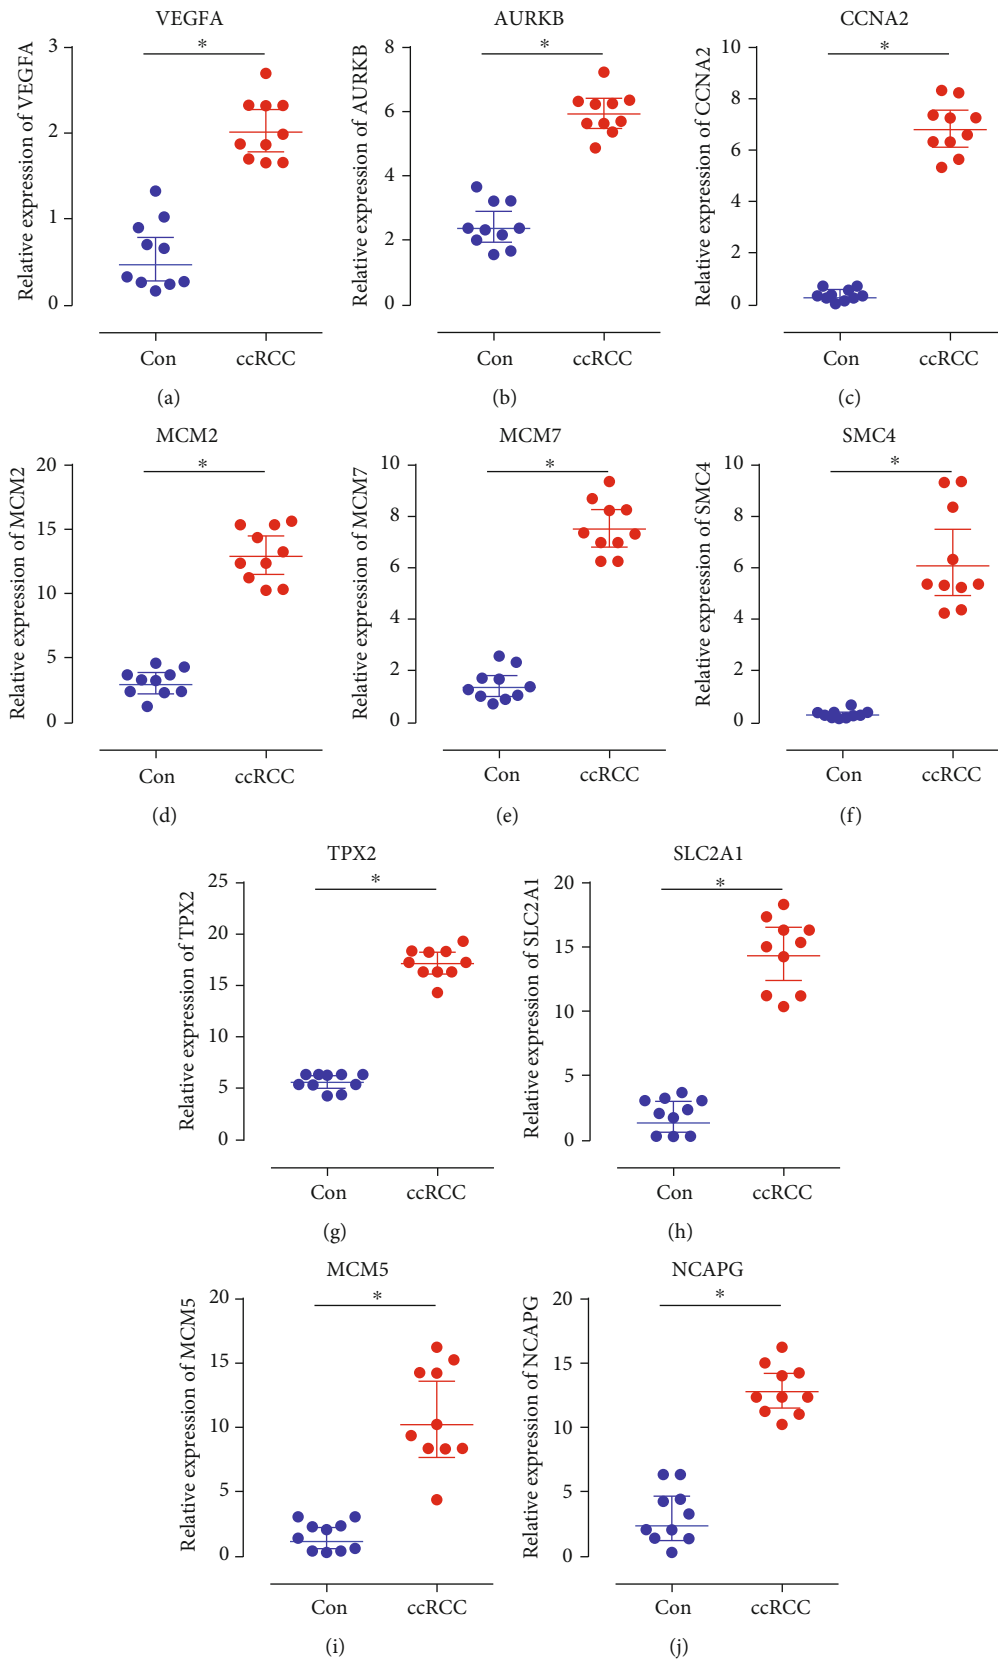 VEGFA
Relative expression of VEGFA
3
2
1
0
*
Con
ccRCC
(a)
AURKB
Relative expression of AURKB
8
6
4
2
0
*
Con
ccRCC
(b)
CCNA2
Relative expression of CCNA2
10
8
6
4
2
0
*
Con
ccRCC
(c)
MCM2
Relative expression of MCM2
20
15
10
5
0
*
Con
ccRCC
(d)
MCM7
Relative expression of MCM7
10
8
6
4
2
0
*
Con
ccRCC
(e)
SMC4
Relative expression of SMC4
10
8
6
4
2
0
*
Con
ccRCC
(f)
TPX2
Relative expression of TPX2
25
20
15
10
5
0
*
Con
ccRCC
(g)
SLC2A1
Relative expression of SLC2A1
20
15
10
5
0
*
Con
ccRCC
(h)
MCM5
Relative expression of MCM5
20
15
10
5
0
*
Con
ccRCC
(i)
NCAPG
Relative expression of NCAPG
20
15
10
5
0
*
Con
ccRCC
(j)